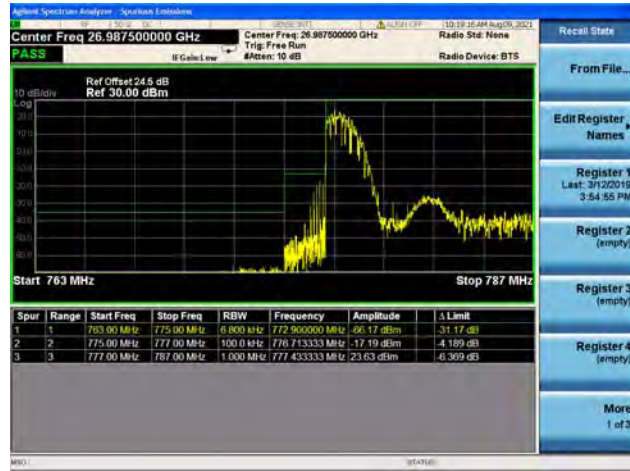 Agilent Spectrum Analyzer - Spurious Emissions
RF 50 Ω DC SENSE:INT ALIGN OFF 10:19:16 AM Aug 09, 2021
Center Freq 26.987500000 GHz
Center Freq: 26.987500000 GHz
Radio Std: None
Trig: Free Run
PASS
IFGain:Low
#Atten: 10 dB
Radio Device: BTS
Ref Offset 24.5 dB
10 dB/div Ref 30.00 dBm
Log
20.0
10.0
Start 763 MHz
Stop 787 MHz
Spur Range Start Freq Stop Freq RBW Frequency Amplitude Δ Limit
1 1 763.00 MHz 775.00 MHz 6.800 kHz 772.900000 MHz -66.17 dBm -31.17 dB
2 2 775.00 MHz 777.00 MHz 100.0 kHz 776.713333 MHz -17.19 dBm -4.189 dB
3 3 777.00 MHz 787.00 MHz 1.000 MHz 777.433333 MHz 23.63 dBm -6.369 dB
MSG
STATUS
Recall State
From File...
Edit Register
Names
Register 1
Last: 3/12/2019
3:54:55 PM
Register 2
(empty)
Register 3
(empty)
Register 4
(empty)
More
1 of 3